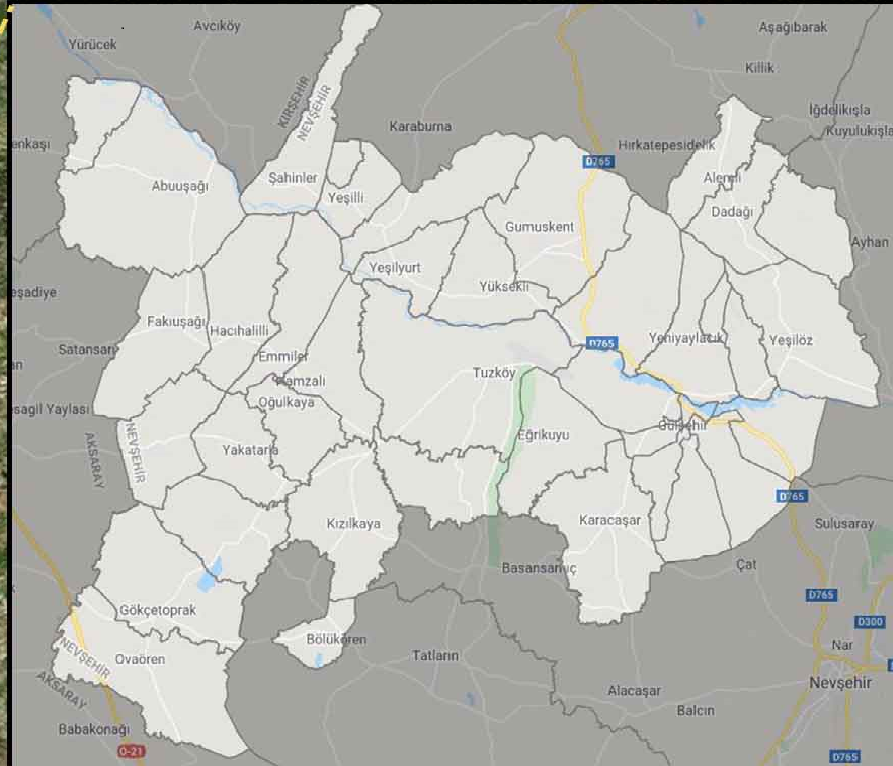 Avcıköy
Yürücek
Aşağıbarak
Killik
KIRŞEHİR
NEVŞEHİR
İğdelikışla
Kuyulukışla
Karaburna
enkaşı
Hırkatepesidelik
D765
Şahinler
Abuuşağı
Yeşilli
Dadağı
Gumuskent
Ayhan
Yeşilyurt
Yüksekli
eşadiye
Fakıuşağı
Hacıhalilli
D765
Yeniyaylacık
Yeşilöz
Satansarı
Emmiler
an
Tuzköy
Hamzalı
Oğulkaya
sagil Yaylası
Gülşehir
NEVŞEHİR
AKSARAY
Eğrikuyu
Yakatarla
D765
Kızılkaya
Karacaşar
Sulusaray
Basansarnıç
Çat
D765
Gökçetoprak
D300
Bölükören
Nar
Tatların
NEVŞEHİR
Ovaören
Nevşehir
AKSARAY
Alacaşar
Balcın
Babakonağı
O-21
D765